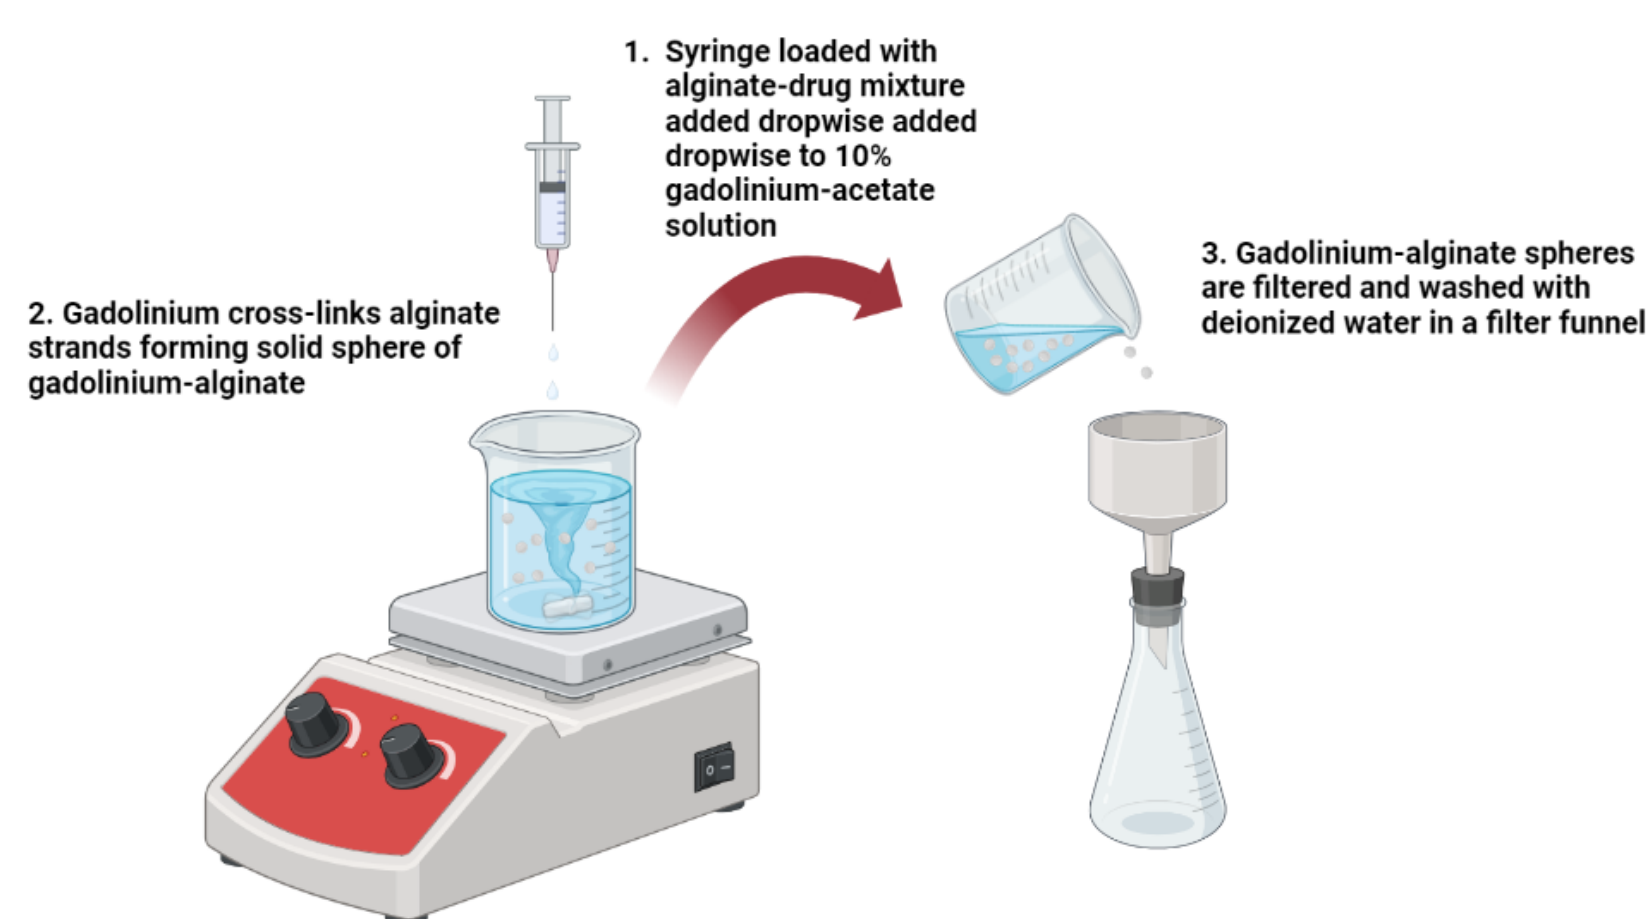 1. Syringe loaded with
alginate-drug mixture
added dropwise added
dropwise to 10%
gadolinium-acetate
solution
2. Gadolinium cross-links alginate
strands forming solid sphere of
gadolinium-alginate
3. Gadolinium-alginate spheres
are filtered and washed with
deionized water in a filter funnel